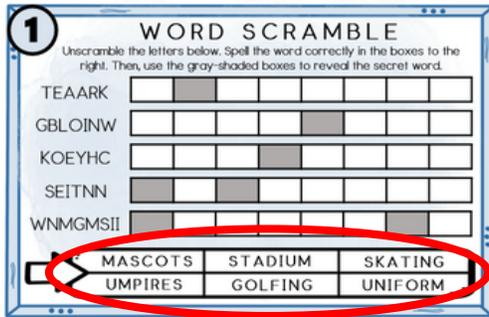 1
WORD SCRAMBLE
Unscramble the letters below. Spell the word correctly in the boxes to the
right. Then, use the gray-shaded boxes to reveal the secret word.
TEAARK
GBLOINW
KOEYHC
SEITNN
WNMGMSII
MASCOTS STADIUM SKATING
UMPIRES GOLFING UNIFORM